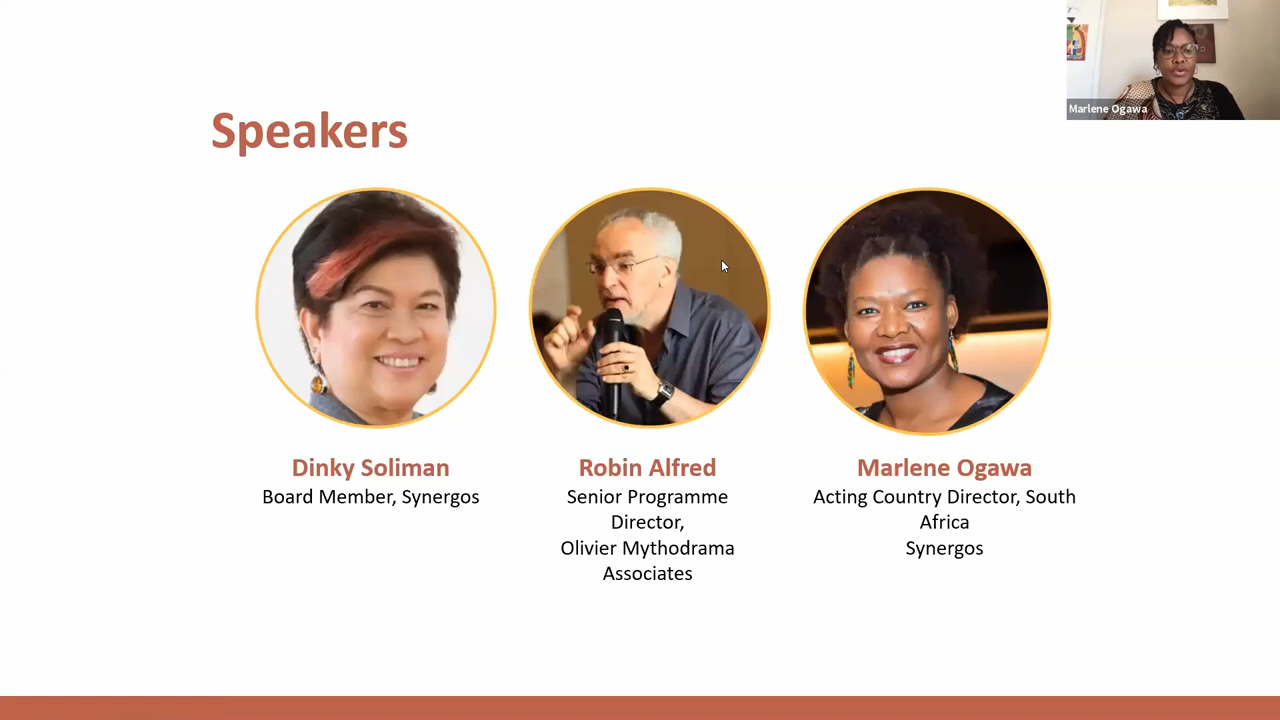 Marlene Ogawa
Speakers
Dinky Soliman
Board Member, Synergos
Robin Alfred
Senior Programme
Director,
Olivier Mythodrama
Associates
Marlene Ogawa
Acting Country Director, South
Africa
Synergos